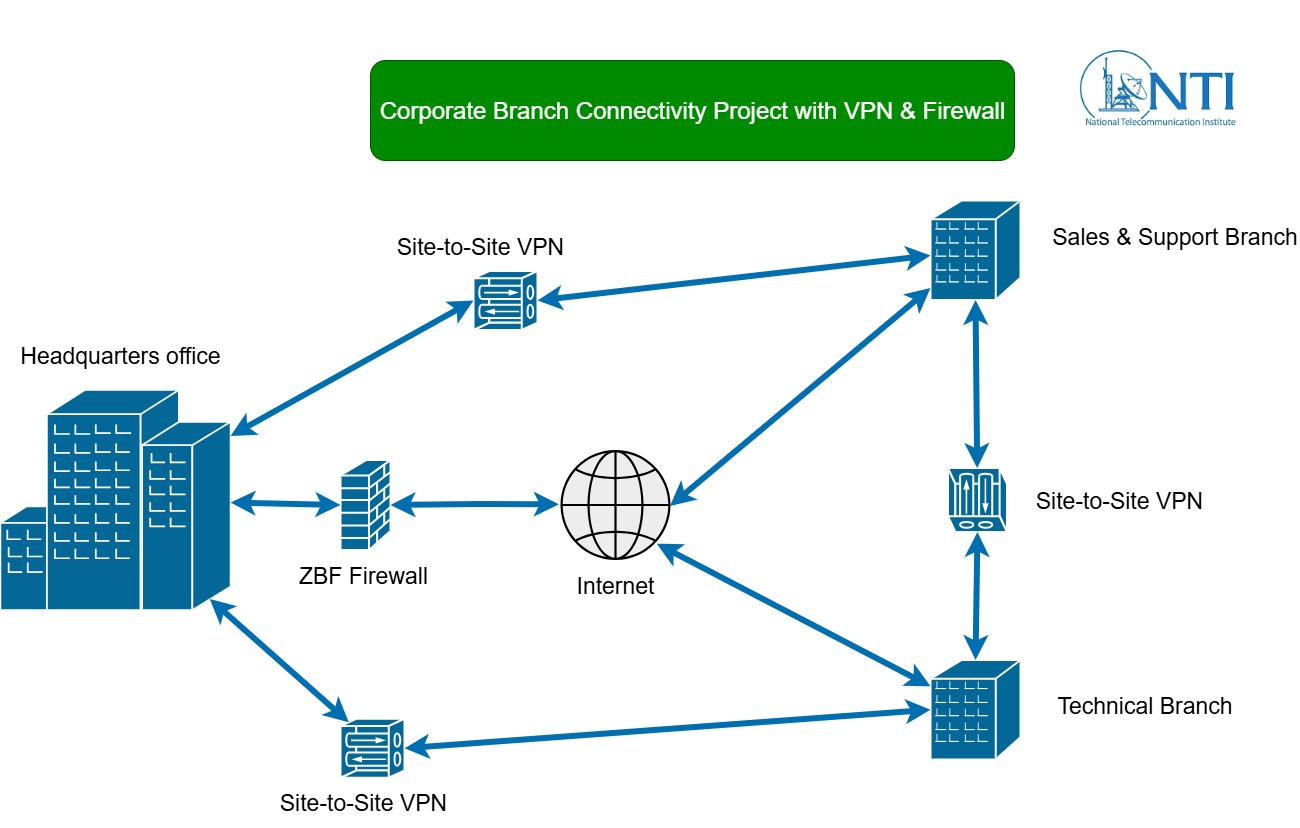 Corporate Branch Connectivity Project with VPN & Firewall
NTI
National Telecommunication Institute
Sales & Support Branch
Site-to-Site VPN
Headquarters office
Site-to-Site VPN
ZBF Firewall
Internet
Technical Branch
Site-to-Site VPN